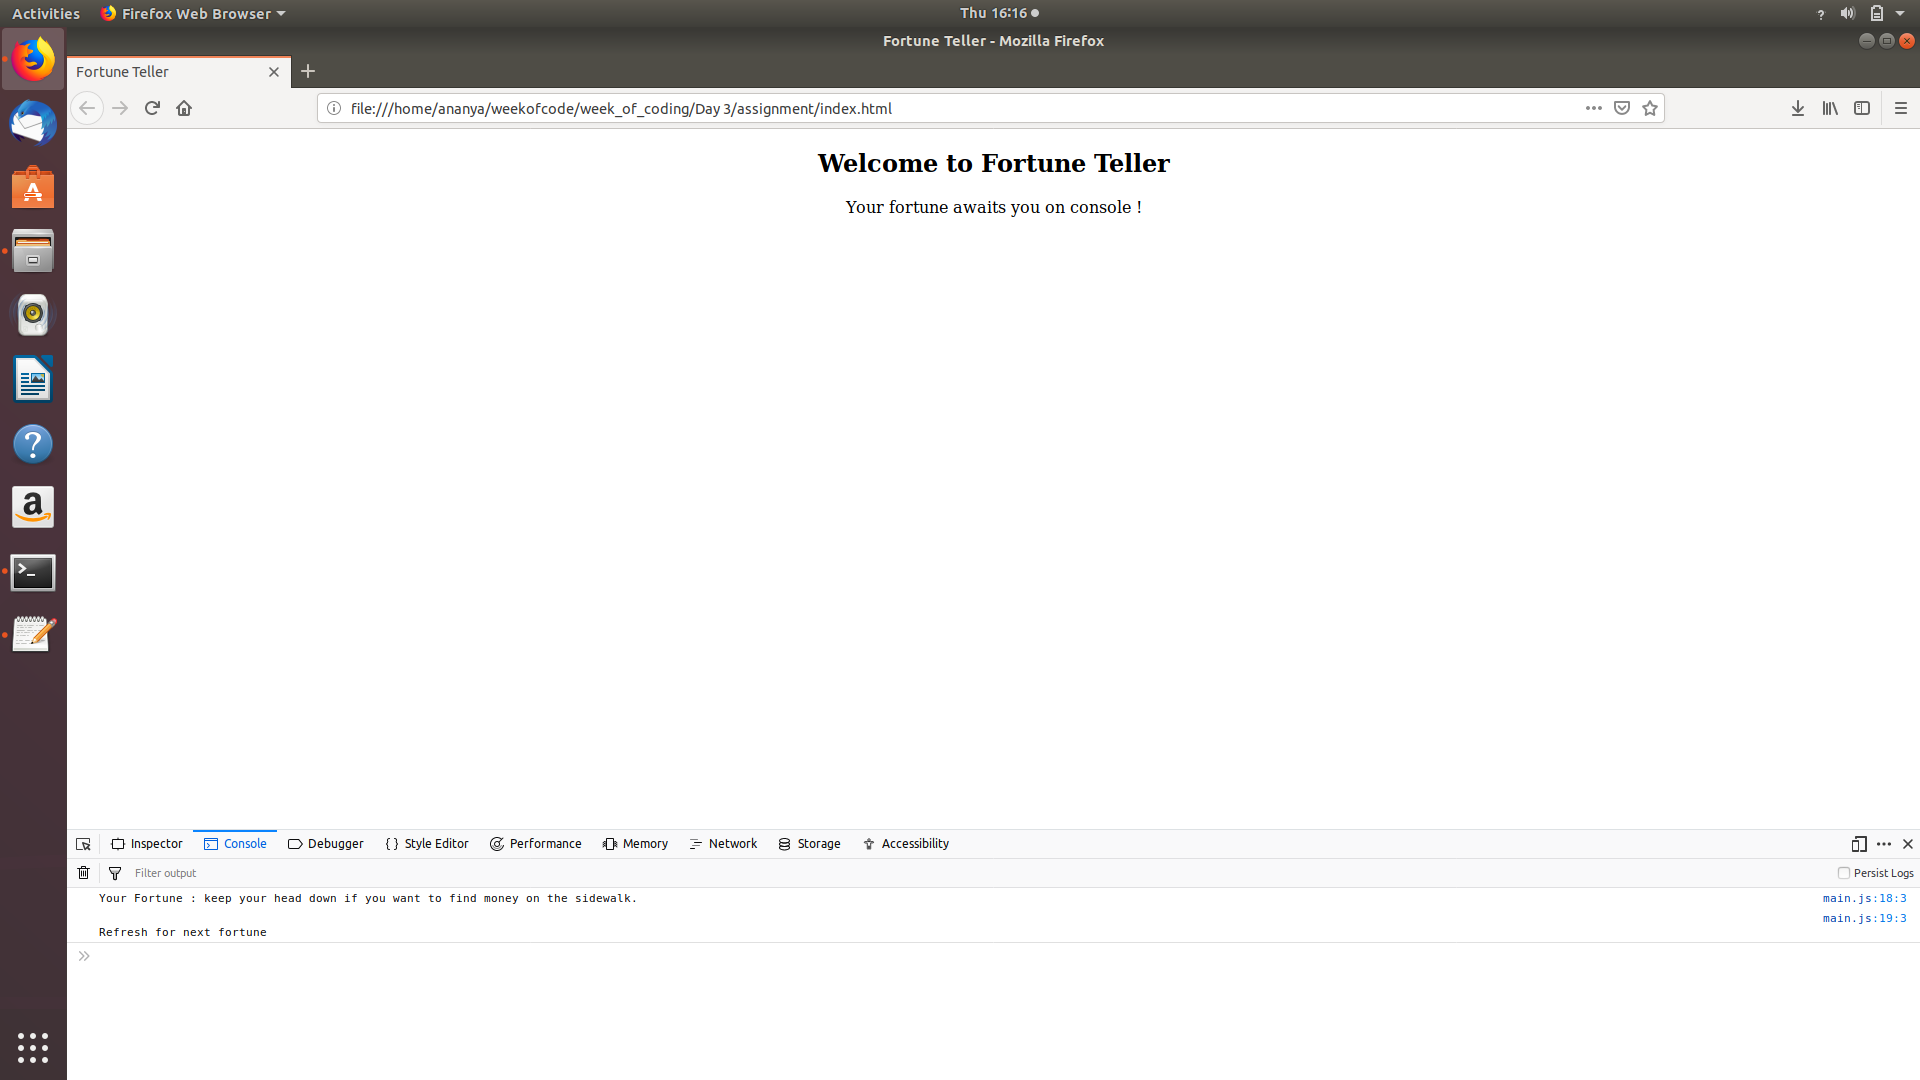 Activities Firefox Web Browser Thu 16:16 ?
Fortune Teller - Mozilla Firefox
Fortune Teller
file:///home/ananya/weekofcode/week_of_coding/Day 3/assignment/index.html
Welcome to Fortune Teller
Your fortune awaits you on console !
Inspector Console Debugger Style Editor Performance Memory Network Storage Accessibility
Filter output Persist Logs
Your Fortune : keep your head down if you want to find money on the sidewalk. main.js:18:3
main.js:19:3
Refresh for next fortune